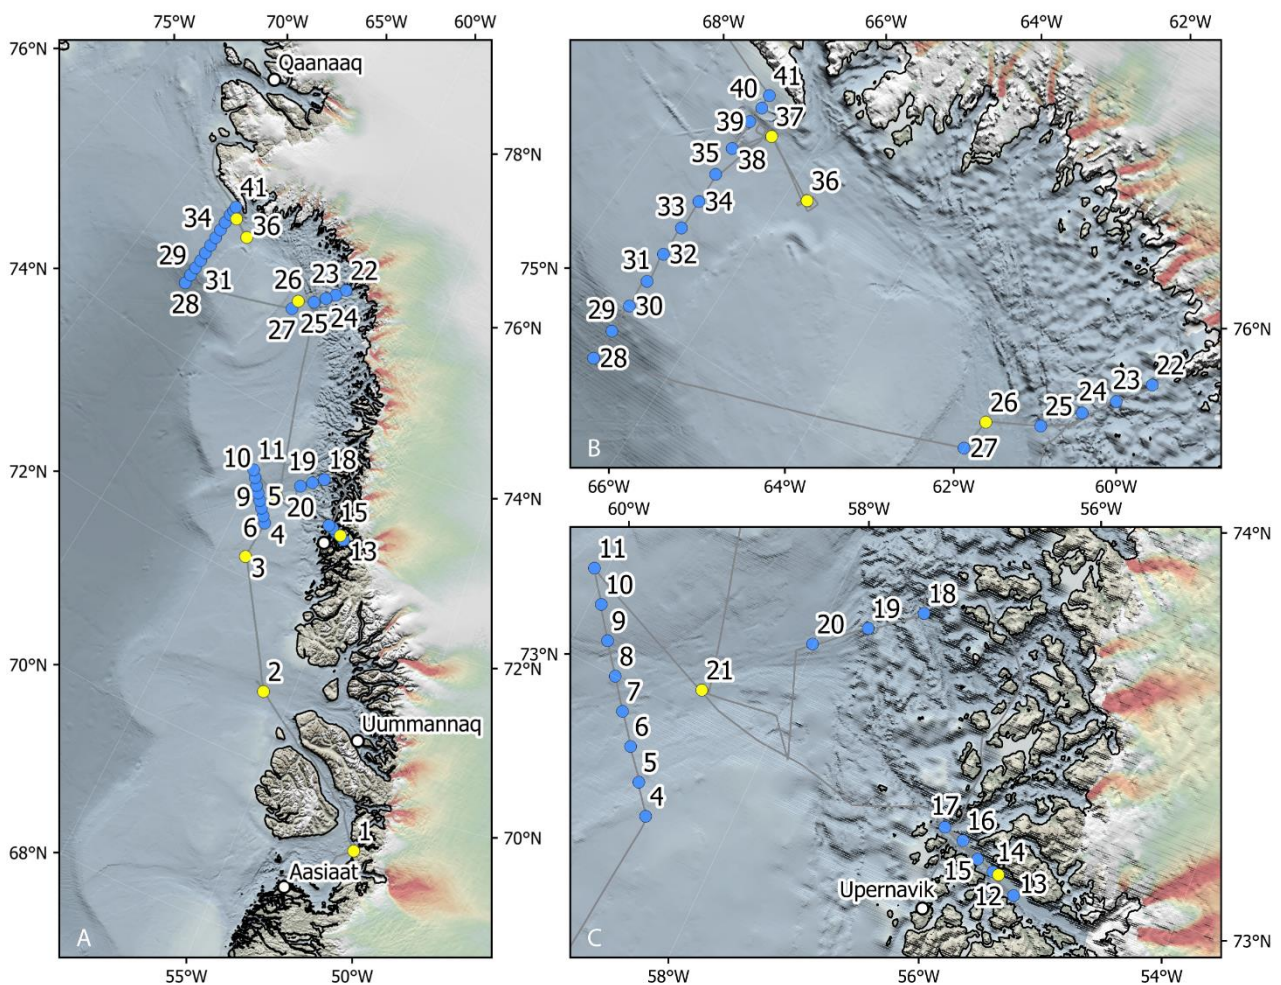 75°W 70°W 65°W 60°W
76°N
Qaanaaq
78°N
41
34
36
29
74°N
31
28
26 23 22
27 25 24
76°N
10 11
19 18
72°N
9 5
20
15
74°N
6 4
13
3
70°N
2
72°N
Uummannaq
1
70°N
68°N
Aasiaat
A
55°W 50°W
68°W 66°W 64°W 62°W
40 41
39 37
35 38
36
33 34
75°N
31 32
29 30
28
76°N
22
23
24
26 25
27
B
66°W 64°W 62°W 60°W
60°W 58°W 56°W
74°N
11
10
9
19 18
20
73°N
8
21
7
6
5
4
17
16
14
15
13
12
Upernavik
C
73°N
58°W 56°W 54°W